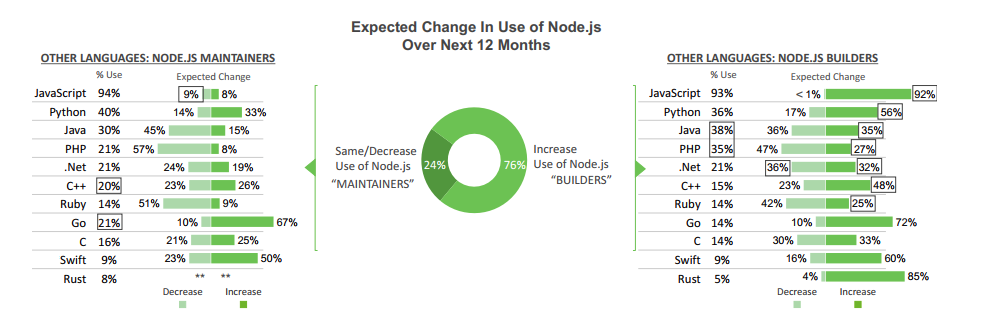 Expected Change In Use of Node.js
Over Next 12 Months
OTHER LANGUAGES: NODE.JS MAINTAINERS
% Use Expected Change
JavaScript 94% 9% 8%
Python 40% 14% 33%
Java 30% 45% 15%
PHP 21% 57% 8%
.Net 21% 24% 19%
C++ 20% 23% 26%
Ruby 14% 51% 9%
Go 21% 10% 67%
C 16% 21% 25%
Swift 9% 23% 50%
Rust 8% ** **
Decrease Increase
Same/Decrease
Use of Node.js
"MAINTAINERS"
24%
76%
Increase
Use of Node.js
"BUILDERS"
OTHER LANGUAGES: NODE.JS BUILDERS
% Use Expected Change
JavaScript 93% < 1% 92%
Python 36% 17% 56%
Java 38% 36% 35%
PHP 35% 47% 27%
.Net 21% 36% 32%
C++ 15% 23% 48%
Ruby 14% 42% 25%
Go 14% 10% 72%
C 14% 30% 33%
Swift 9% 16% 60%
Rust 5% 4% 85%
Decrease Increase